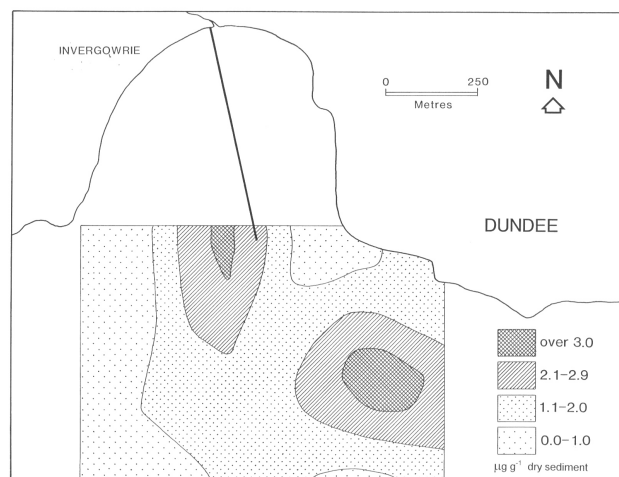 INVERGOWRIE
0 250
Metres
N
DUNDEE
over 3.0
2.1–2.9
1.1–2.0
0.0–1.0
µg g⁻¹ dry sediment